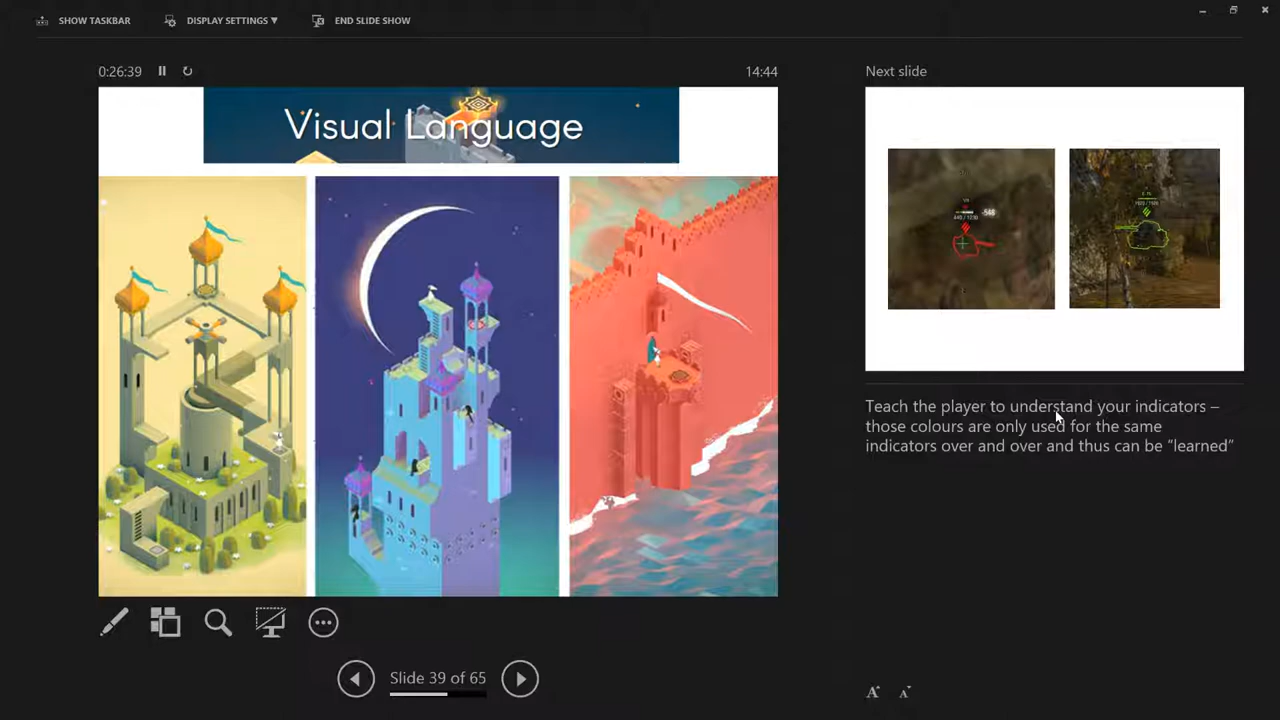 SHOW TASKBAR
DISPLAY SETTINGS ▼
END SLIDE SHOW
0:26:39
14:44
Next slide
Visual Language
-548
Teach the player to understand your indicators –
those colours are only used for the same
indicators over and over and thus can be “learned”
Slide 39 of 65
A
A